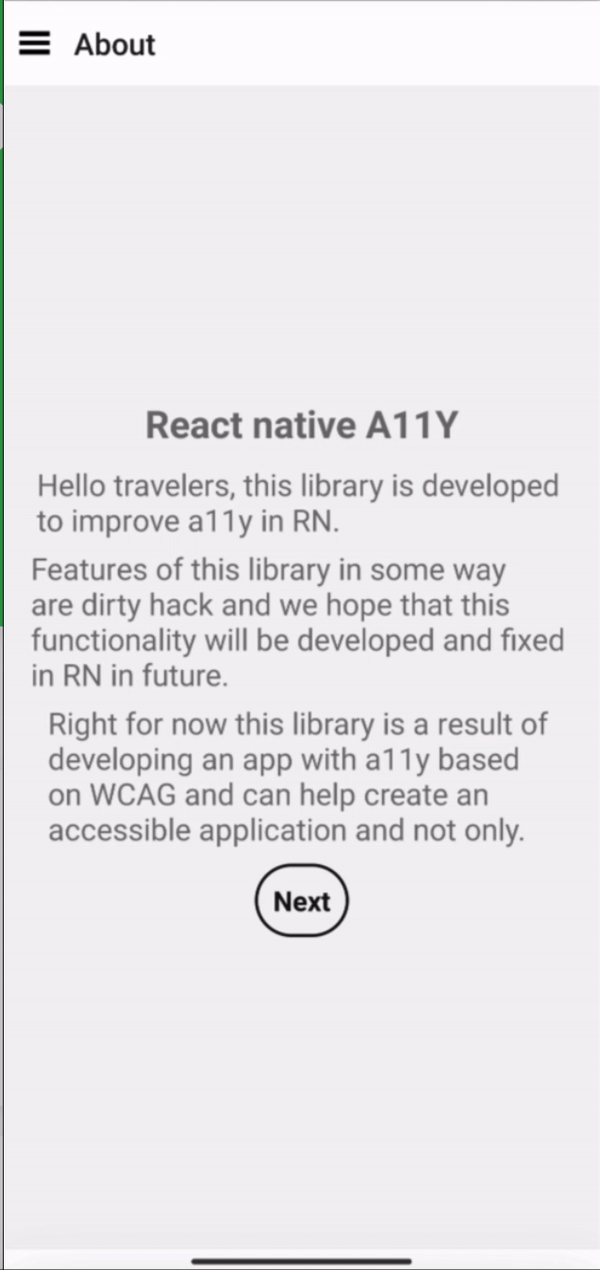 About
React native A11Y
Hello travelers, this library is developed
to improve a11y in RN.
Features of this library in some way
are dirty hack and we hope that this
functionality will be developed and fixed
in RN in future.
Right for now this library is a result of
developing an app with a11y based
on WCAG and can help create an
accessible application and not only.
Next